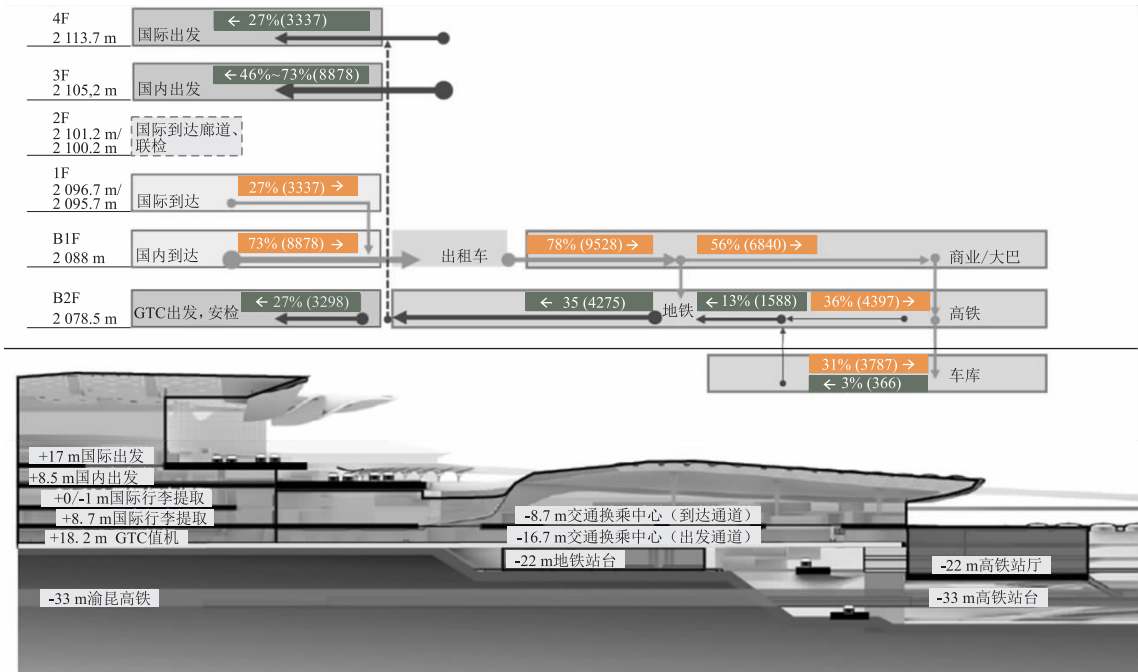 4F
2 113.7 m
国际出发
← 27%(3337)
3F
2 105,2 m
国内出发
← 46%~73%(8878)
2F
2 101.2 m/
2 100.2 m
国际到达廊道、
联检
1F
2 096.7 m/
2 095.7 m
国际到达
27% (3337) →
B1F
2 088 m
国内到达
73% (8878) →
出租车
78% (9528) →
56% (6840) →
商业/大巴
B2F
2 078.5 m
GTC出发,安检
← 27% (3298)
← 35 (4275)
地铁
← 13% (1588)
36% (4397) →
高铁
31% (3787) →
← 3% (366)
车库
+17 m国际出发
+8.5 m国内出发
+0/-1 m国际行李提取
+8. 7 m国际行李提取
+18.2 m GTC值机
-8.7 m交通换乘中心(到达通道)
-16.7 m交通换乘中心(出发通道)
-22 m地铁站台
-22 m高铁站厅
-33 m渝昆高铁
-33 m高铁站台